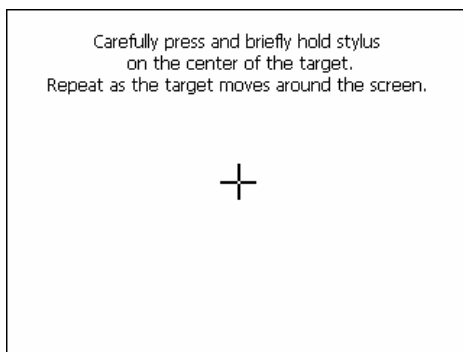 Carefully press and briefly hold stylus
on the center of the target.
Repeat as the target moves around the screen.